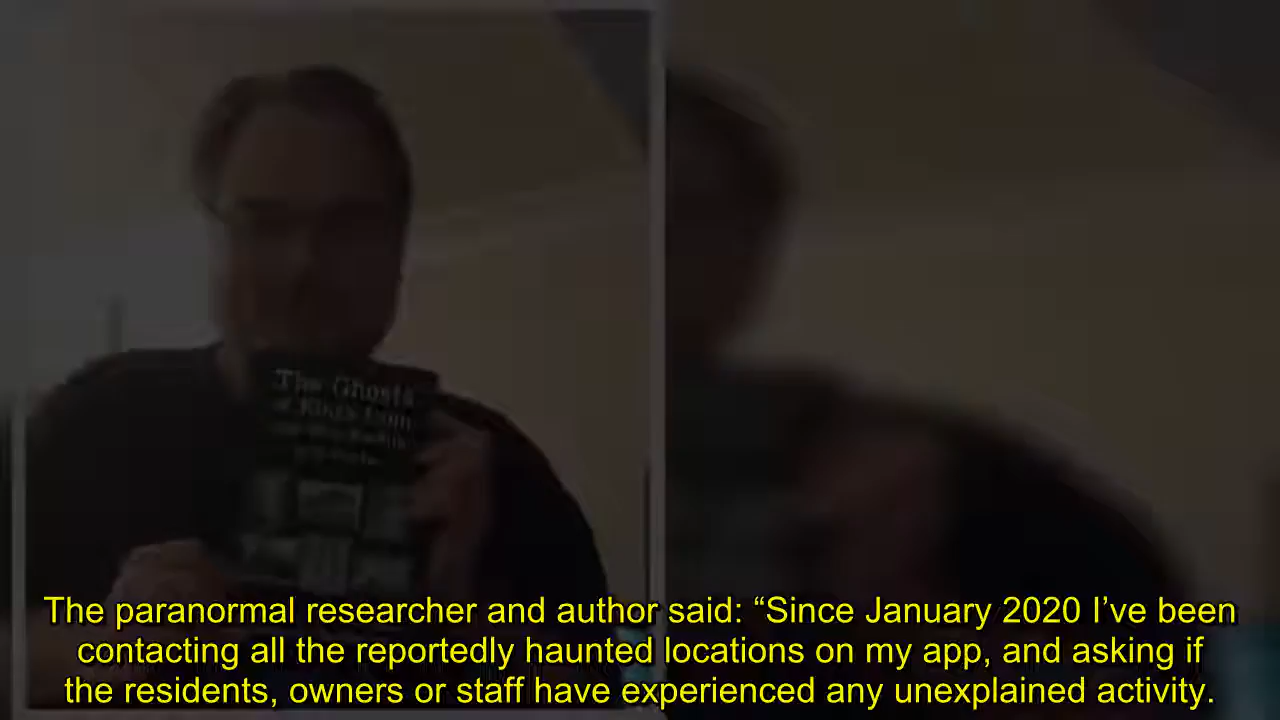 The Ghosts
The paranormal researcher and author said: “Since January 2020 I’ve been
contacting all the reportedly haunted locations on my app, and asking if
the residents, owners or staff have experienced any unexplained activity.